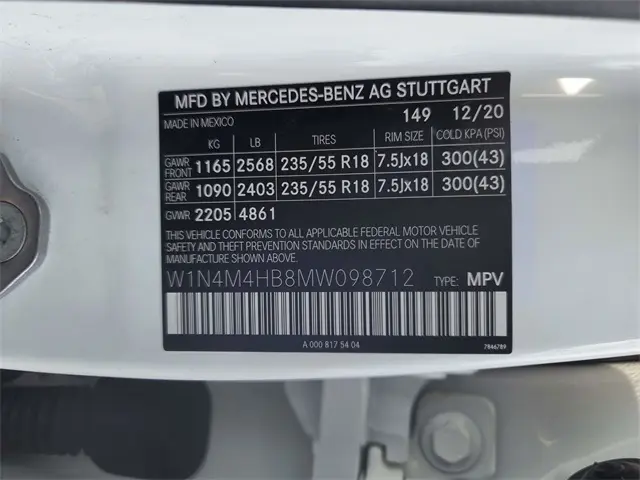 MFD BY MERCEDES-BENZ AG STUTTGART
MADE IN MEXICO 149 12/20
KG LB TIRES RIM SIZE COLD KPA (PSI)
GAWR FRONT 1165 2568 235/55 R18 7.5Jx18 300(43)
GAWR REAR 1090 2403 235/55 R18 7.5Jx18 300(43)
GVWR 2205 4861
THIS VEHICLE CONFORMS TO ALL APPLICABLE FEDERAL MOTOR VEHICLE
SAFETY AND THEFT PREVENTION STANDARDS IN EFFECT ON THE DATE OF
MANUFACTURE SHOWN ABOVE.
W1N4M4HB8MW098712 TYPE: MPV
A 000 817 54 04 7846789